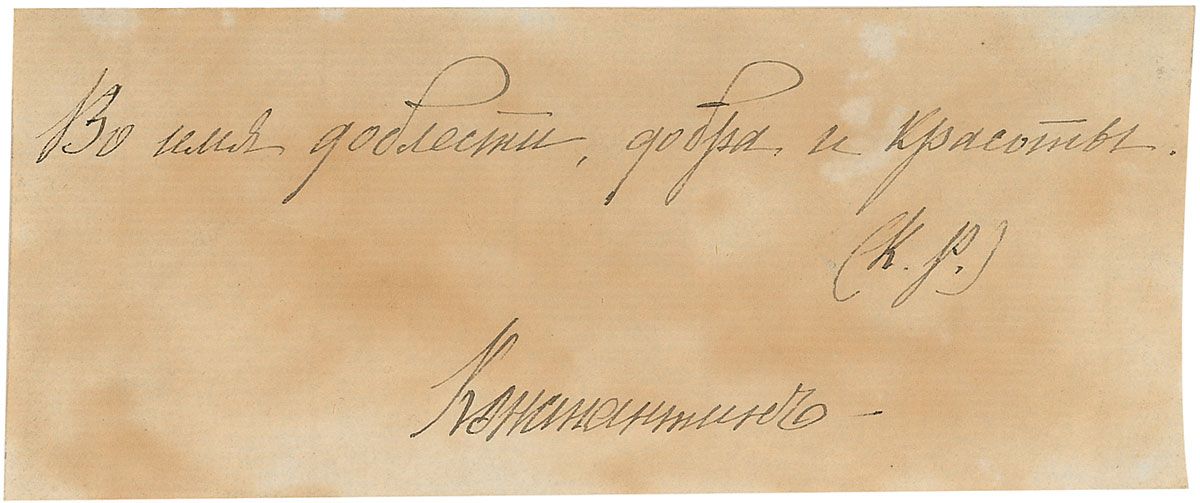 Во имя доблести, добра и красоты.
(К. Р.)
Константинъ